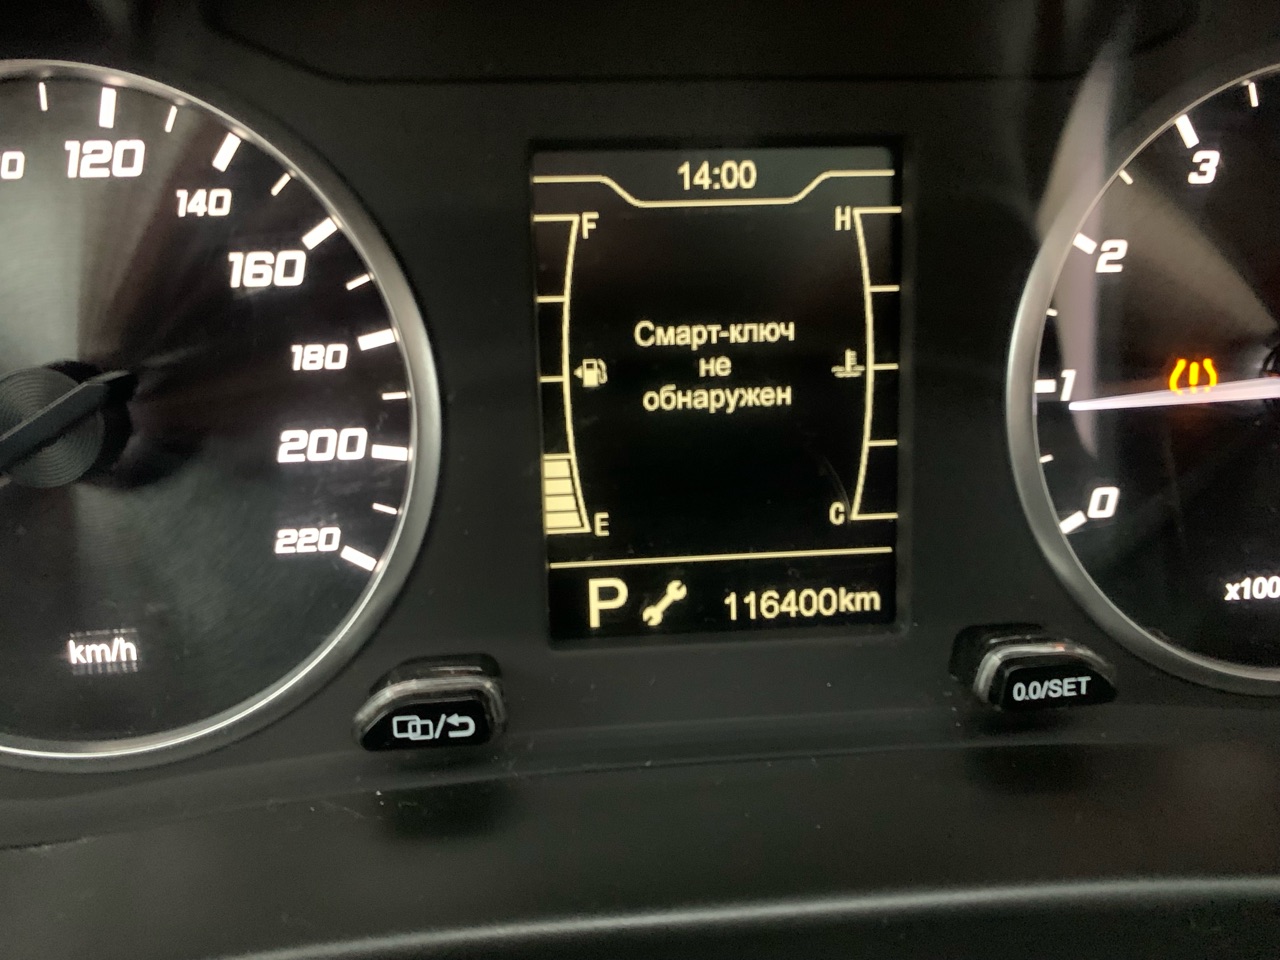 120
140
160
180
200
220
km/h
14:00
F
H
Смарт-ключ
не
обнаружен
E
C
P
116400km
3
2
1
0
x100
0.0/SET